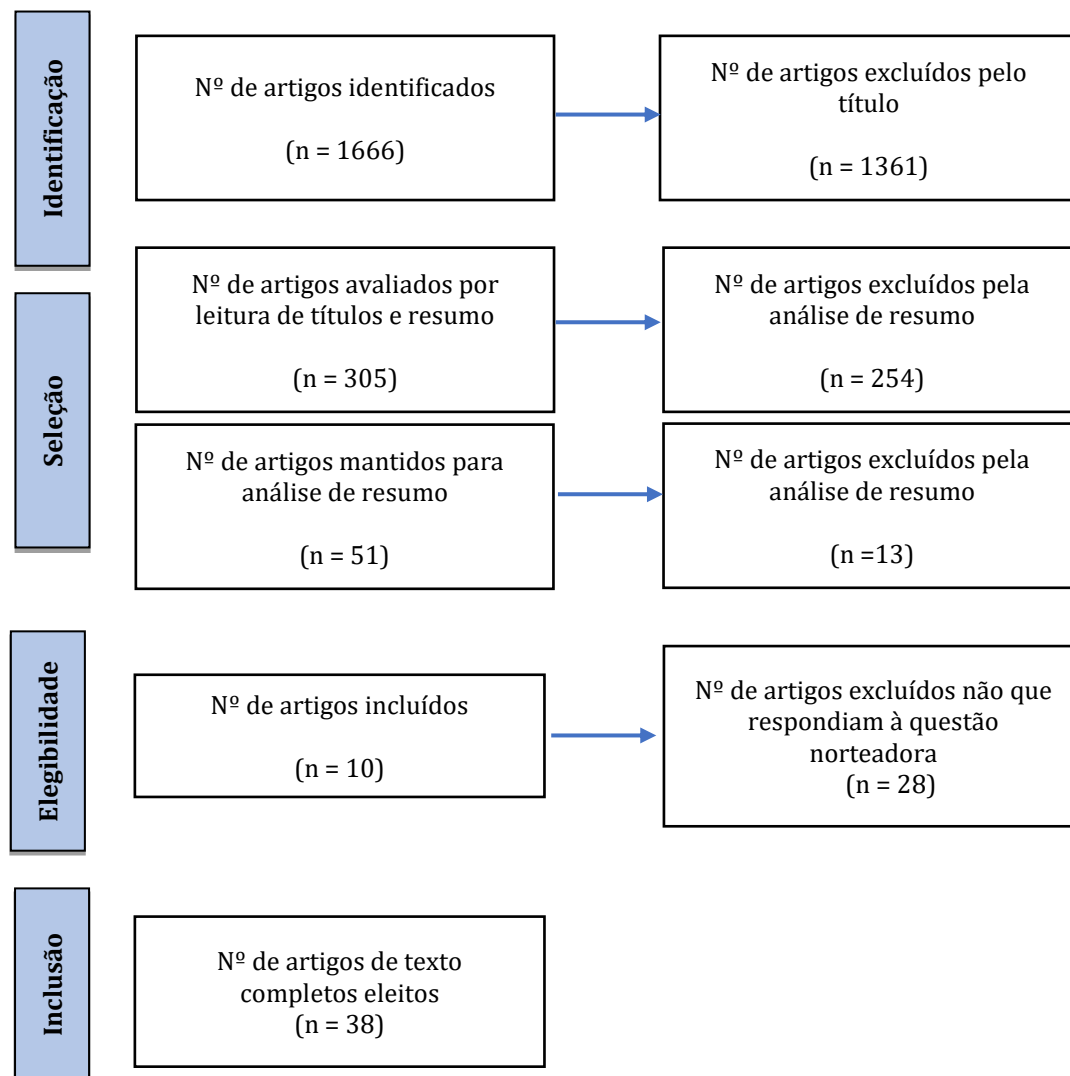 Identificação
Nº de artigos identificados
(n = 1666)
Nº de artigos excluídos pelo
título
(n = 1361)
Seleção
Nº de artigos avaliados por
leitura de títulos e resumo
(n = 305)
Nº de artigos excluídos pela
análise de resumo
(n = 254)
Nº de artigos mantidos para
análise de resumo
(n = 51)
Nº de artigos excluídos pela
análise de resumo
(n =13)
Elegibilidade
Nº de artigos incluídos
(n = 10)
Nº de artigos excluídos não que
respondiam à questão
norteadora
(n = 28)
Inclusão
Nº de artigos de texto
completos eleitos
(n = 38)